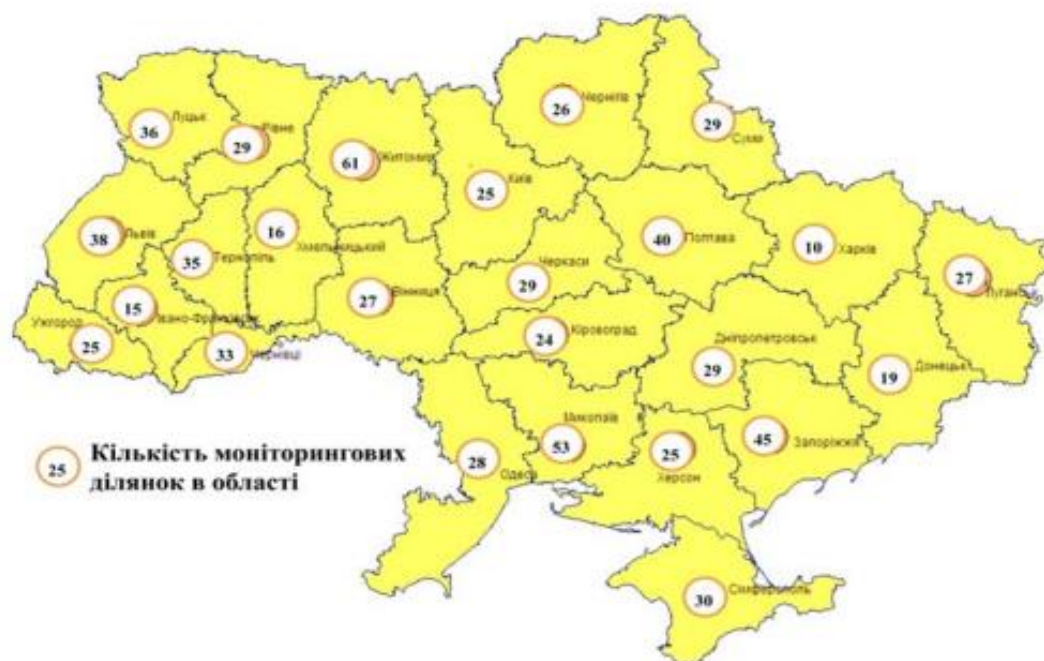 26
Чернігів
36
Луцьк
29
Рівне
61
Житомир
29
Суми
25
Київ
38
Львів
35
Тернопіль
16
Хмельницький
40
Полтава
10
Харків
27
Луганськ
29
Черкаси
27
Вінниця
15
Івано-Франківськ
Ужгород
25
33
Чернівці
24
Кіровоград
Дніпропетровськ
29
19
Донецьк
Миколаїв
53
28
Одеса
25
Херсон
45
Запоріжжя
25
Кількість моніторингових
ділянок в області
30
Сімферополь